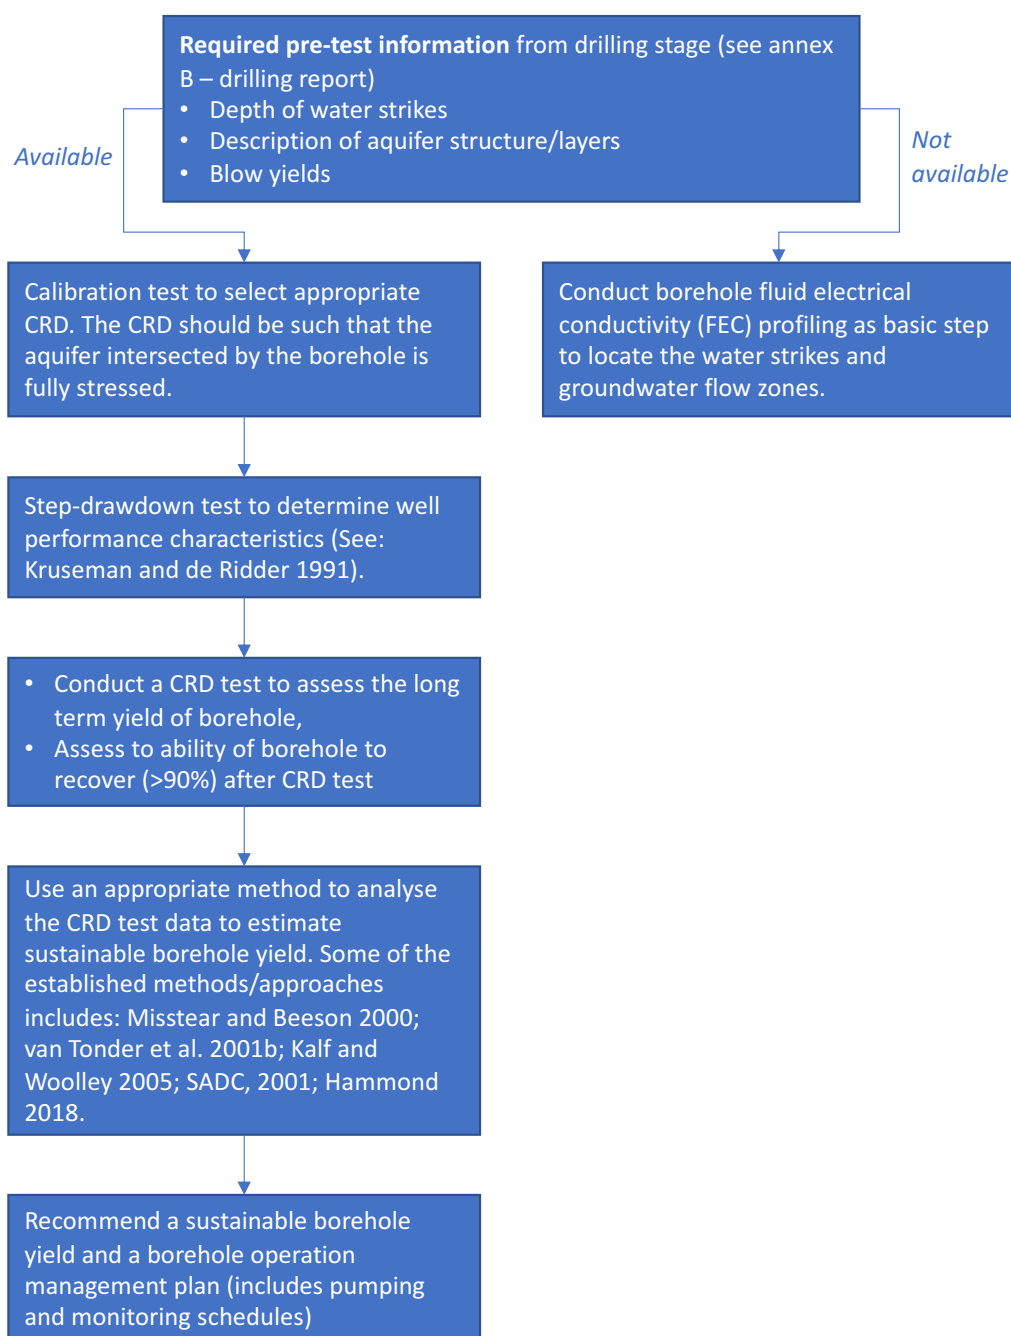 Required pre-test information from drilling stage (see annex
B – drilling report)
• Depth of water strikes
• Description of aquifer structure/layers
• Blow yields
Available
Not
available
Calibration test to select appropriate
CRD. The CRD should be such that the
aquifer intersected by the borehole is
fully stressed.
Conduct borehole fluid electrical
conductivity (FEC) profiling as basic step
to locate the water strikes and
groundwater flow zones.
Step-drawdown test to determine well
performance characteristics (See:
Kruseman and de Ridder 1991).
• Conduct a CRD test to assess the long
term yield of borehole,
• Assess to ability of borehole to
recover (>90%) after CRD test
Use an appropriate method to analyse
the CRD test data to estimate
sustainable borehole yield. Some of the
established methods/approaches
includes: Misstear and Beeson 2000;
van Tonder et al. 2001b; Kalf and
Woolley 2005; SADC, 2001; Hammond
2018.
Recommend a sustainable borehole
yield and a borehole operation
management plan (includes pumping
and monitoring schedules)